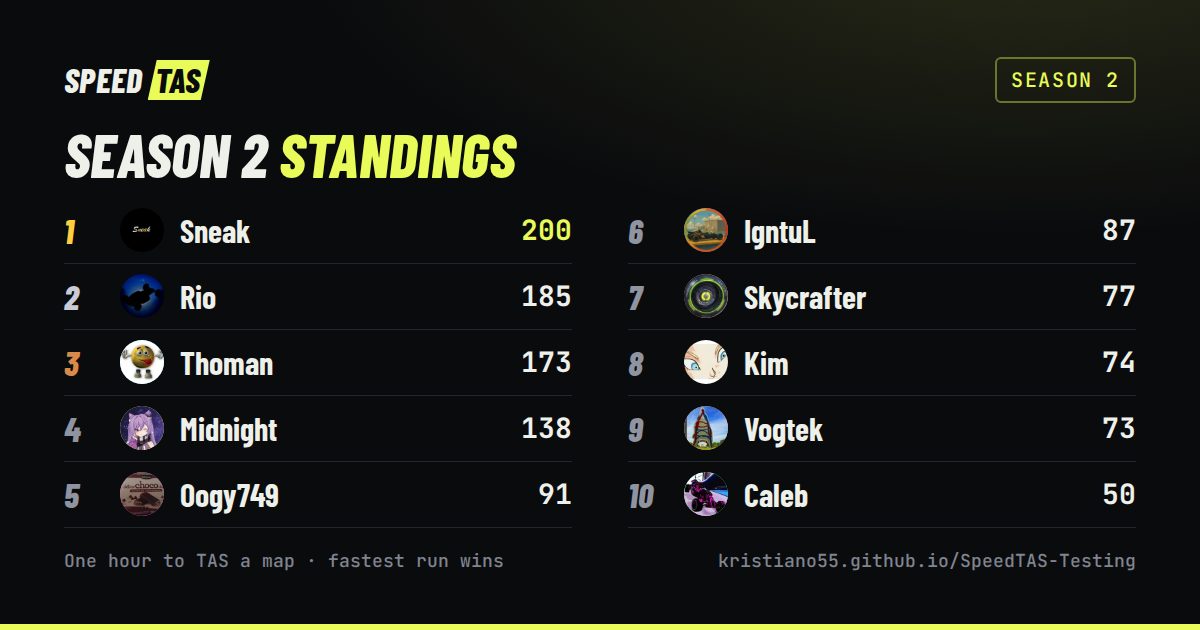 SPEED TAS
SEASON 2
SEASON 2 STANDINGS
1 Sneak Sneak 200
2 Rio 185
3 Thoman 173
4 Midnight 138
5 choco Oogy749 91
6 IgntuL 87
7 Skycrafter 77
8 Kim 74
9 Vogtek 73
10 Caleb 50
One hour to TAS a map · fastest run wins
kristiano55.github.io/SpeedTAS-Testing